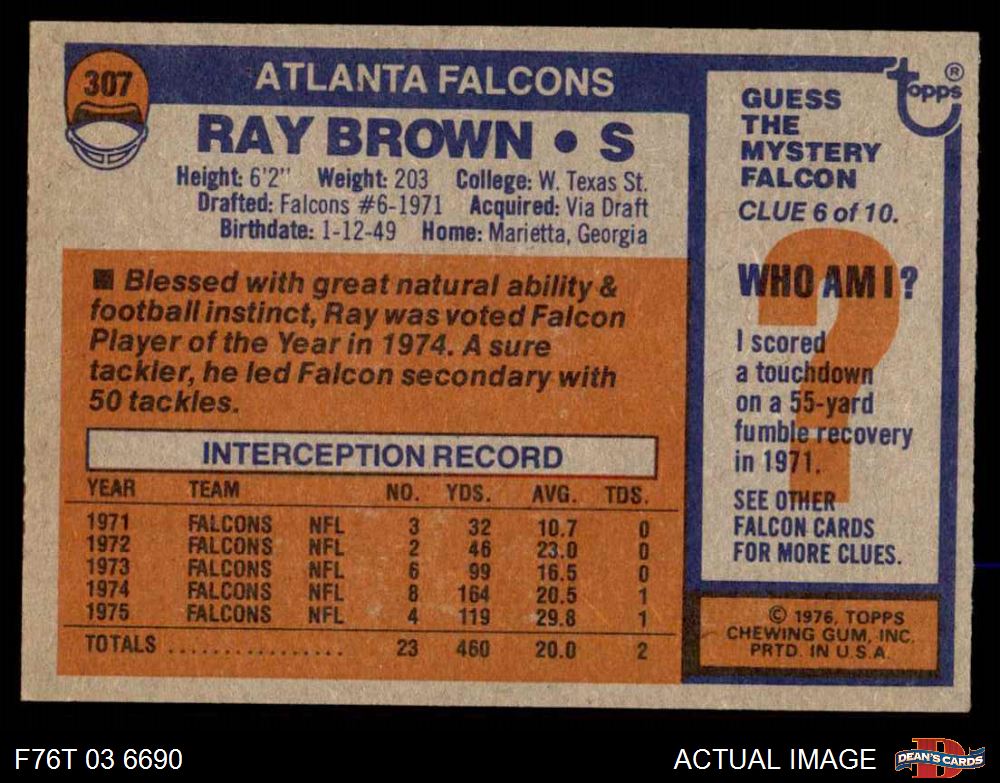 307
ATLANTA FALCONS
RAY BROWN • S
Height: 6'2" Weight: 203 College: W. Texas St.
Drafted: Falcons #6-1971 Acquired: Via Draft
Birthdate: 1-12-49 Home: Marietta, Georgia
■ Blessed with great natural ability &
football instinct, Ray was voted Falcon
Player of the Year in 1974. A sure
tackler, he led Falcon secondary with
50 tackles.
INTERCEPTION RECORD
YEAR TEAM NO. YDS. AVG. TDS.
1971 FALCONS NFL 3 32 10.7 0
1972 FALCONS NFL 2 46 23.0 0
1973 FALCONS NFL 6 99 16.5 0
1974 FALCONS NFL 8 164 20.5 1
1975 FALCONS NFL 4 119 29.8 1
TOTALS ................ 23 460 20.0 2
topps ®
GUESS
THE
MYSTERY
FALCON
CLUE 6 of 10.
WHO AM I?
?
I scored
a touchdown
on a 55-yard
fumble recovery
in 1971.
SEE OTHER
FALCON CARDS
FOR MORE CLUES.
© 1976, TOPPS
CHEWING GUM, INC.
PRTD. IN U.S.A.
F76T 03 6690
ACTUAL IMAGE
D
DEAN'S CARDS